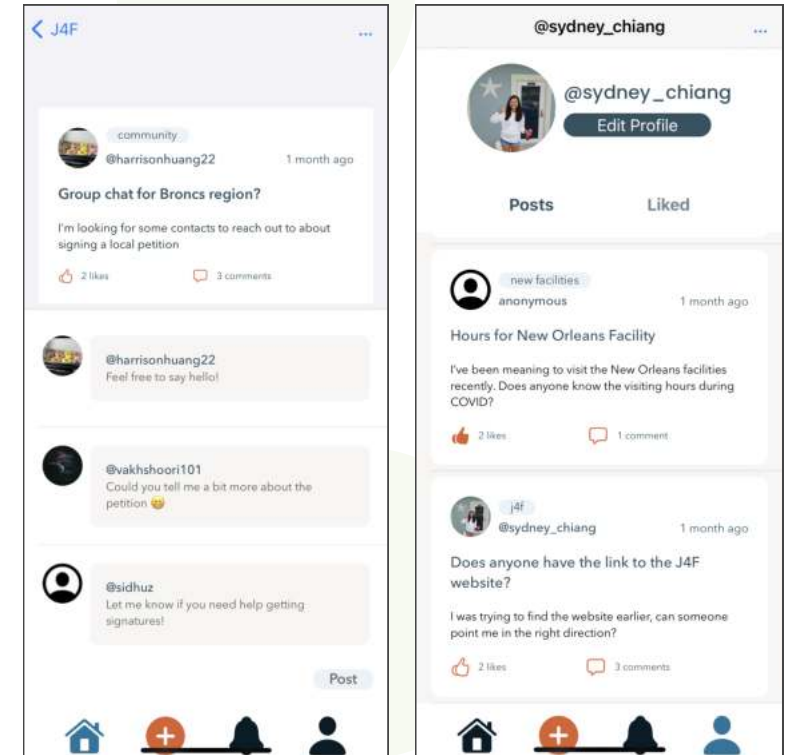 J4F
...
community
@harrisonhuang22 1 month ago
Group chat for Broncs region?
I'm looking for some contacts to reach out to about
signing a local petition
2 likes 3 comments
@harrisonhuang22
Feel free to say hello!
@vakhshoori101
Could you tell me a bit more about the
petition 😄
@sidhuz
Let me know if you need help getting
signatures!
Post
@sydney_chiang
...
@sydney_chiang
Edit Profile
Posts Liked
new facilities
anonymous 1 month ago
Hours for New Orleans Facility
I've been meaning to visit the New Orleans facilities
recently. Does anyone know the visiting hours during
COVID?
2 likes 1 comment
j4f
@sydney_chiang 1 month ago
Does anyone have the link to the J4F
website?
I was trying to find the website earlier, can someone
point me in the right direction?
2 likes 3 comments